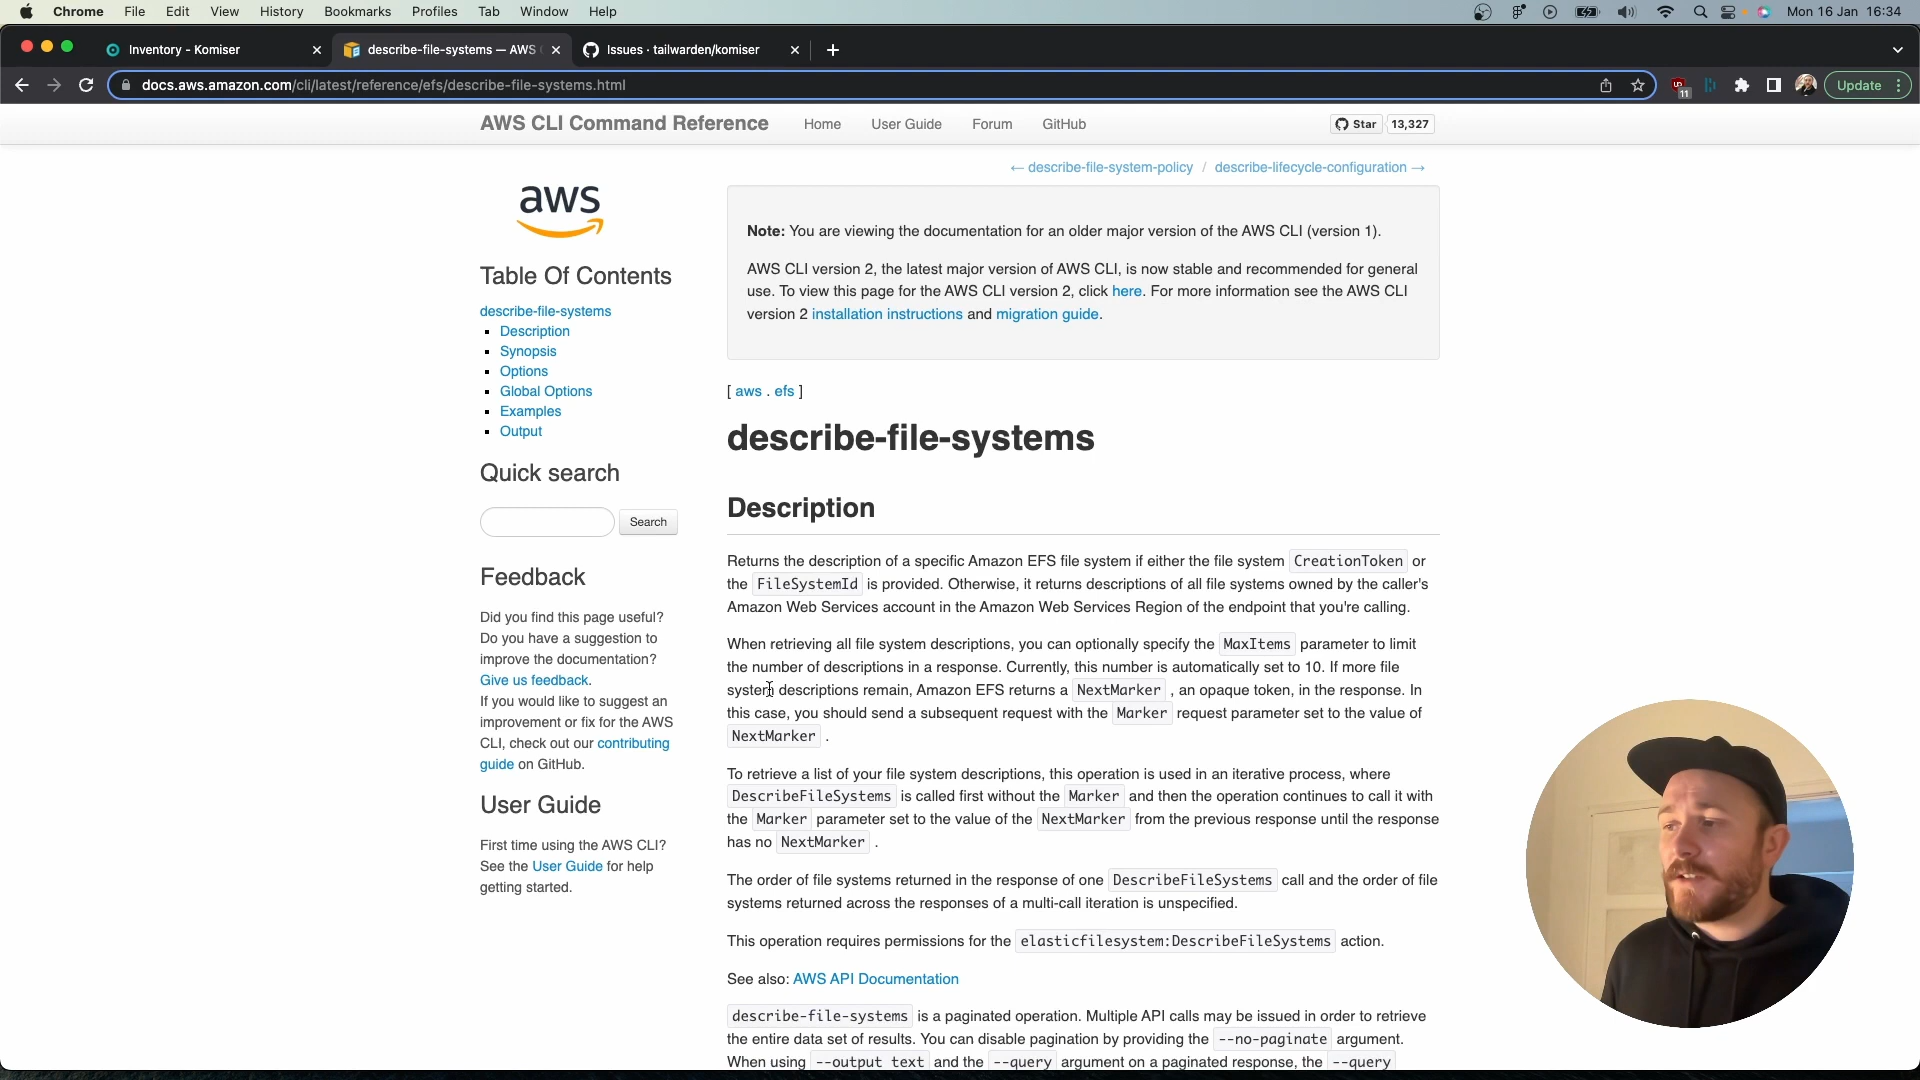 Chrome File Edit View History Bookmarks Profiles Tab Window Help Mon 16 Jan 16:34
Inventory - Komiser describe-file-systems — AWS Issues · tailwarden/komiser
docs.aws.amazon.com/cli/latest/reference/efs/describe-file-systems.html 11 Update
AWS CLI Command Reference Home User Guide Forum GitHub Star 13,327
← describe-file-system-policy / describe-lifecycle-configuration →
aws
Table Of Contents
describe-file-systems
Description
Synopsis
Options
Global Options
Examples
Output
Quick search
Search
Feedback
Did you find this page useful?
Do you have a suggestion to
improve the documentation?
Give us feedback.
If you would like to suggest an
improvement or fix for the AWS
CLI, check out our contributing
guide on GitHub.
User Guide
First time using the AWS CLI?
See the User Guide for help
getting started.
Note: You are viewing the documentation for an older major version of the AWS CLI (version 1).
AWS CLI version 2, the latest major version of AWS CLI, is now stable and recommended for general
use. To view this page for the AWS CLI version 2, click here. For more information see the AWS CLI
version 2 installation instructions and migration guide.
[ aws . efs ]
describe-file-systems
Description
Returns the description of a specific Amazon EFS file system if either the file system CreationToken or
the FileSystemId is provided. Otherwise, it returns descriptions of all file systems owned by the caller's
Amazon Web Services account in the Amazon Web Services Region of the endpoint that you're calling.
When retrieving all file system descriptions, you can optionally specify the MaxItems parameter to limit
the number of descriptions in a response. Currently, this number is automatically set to 10. If more file
system descriptions remain, Amazon EFS returns a NextMarker , an opaque token, in the response. In
this case, you should send a subsequent request with the Marker request parameter set to the value of
NextMarker .
To retrieve a list of your file system descriptions, this operation is used in an iterative process, where
DescribeFileSystems is called first without the Marker and then the operation continues to call it with
the Marker parameter set to the value of the NextMarker from the previous response until the response
has no NextMarker .
The order of file systems returned in the response of one DescribeFileSystems call and the order of file
systems returned across the responses of a multi-call iteration is unspecified.
This operation requires permissions for the elasticfilesystem:DescribeFileSystems action.
See also: AWS API Documentation
describe-file-systems is a paginated operation. Multiple API calls may be issued in order to retrieve
the entire data set of results. You can disable pagination by providing the --no-paginate argument.
When using --output text and the --query argument on a paginated response, the --query